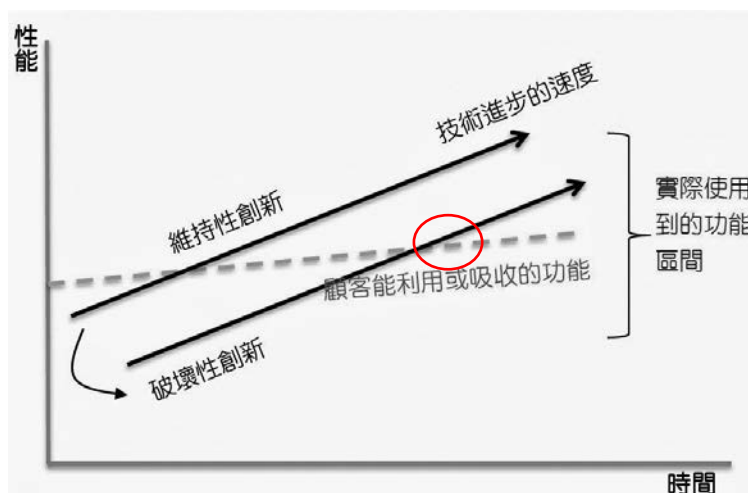 性
能
技術進步的速度
維持性創新
實際使用
到的功能
區間
顧客能利用或吸收的功能
破壞性創新
時間